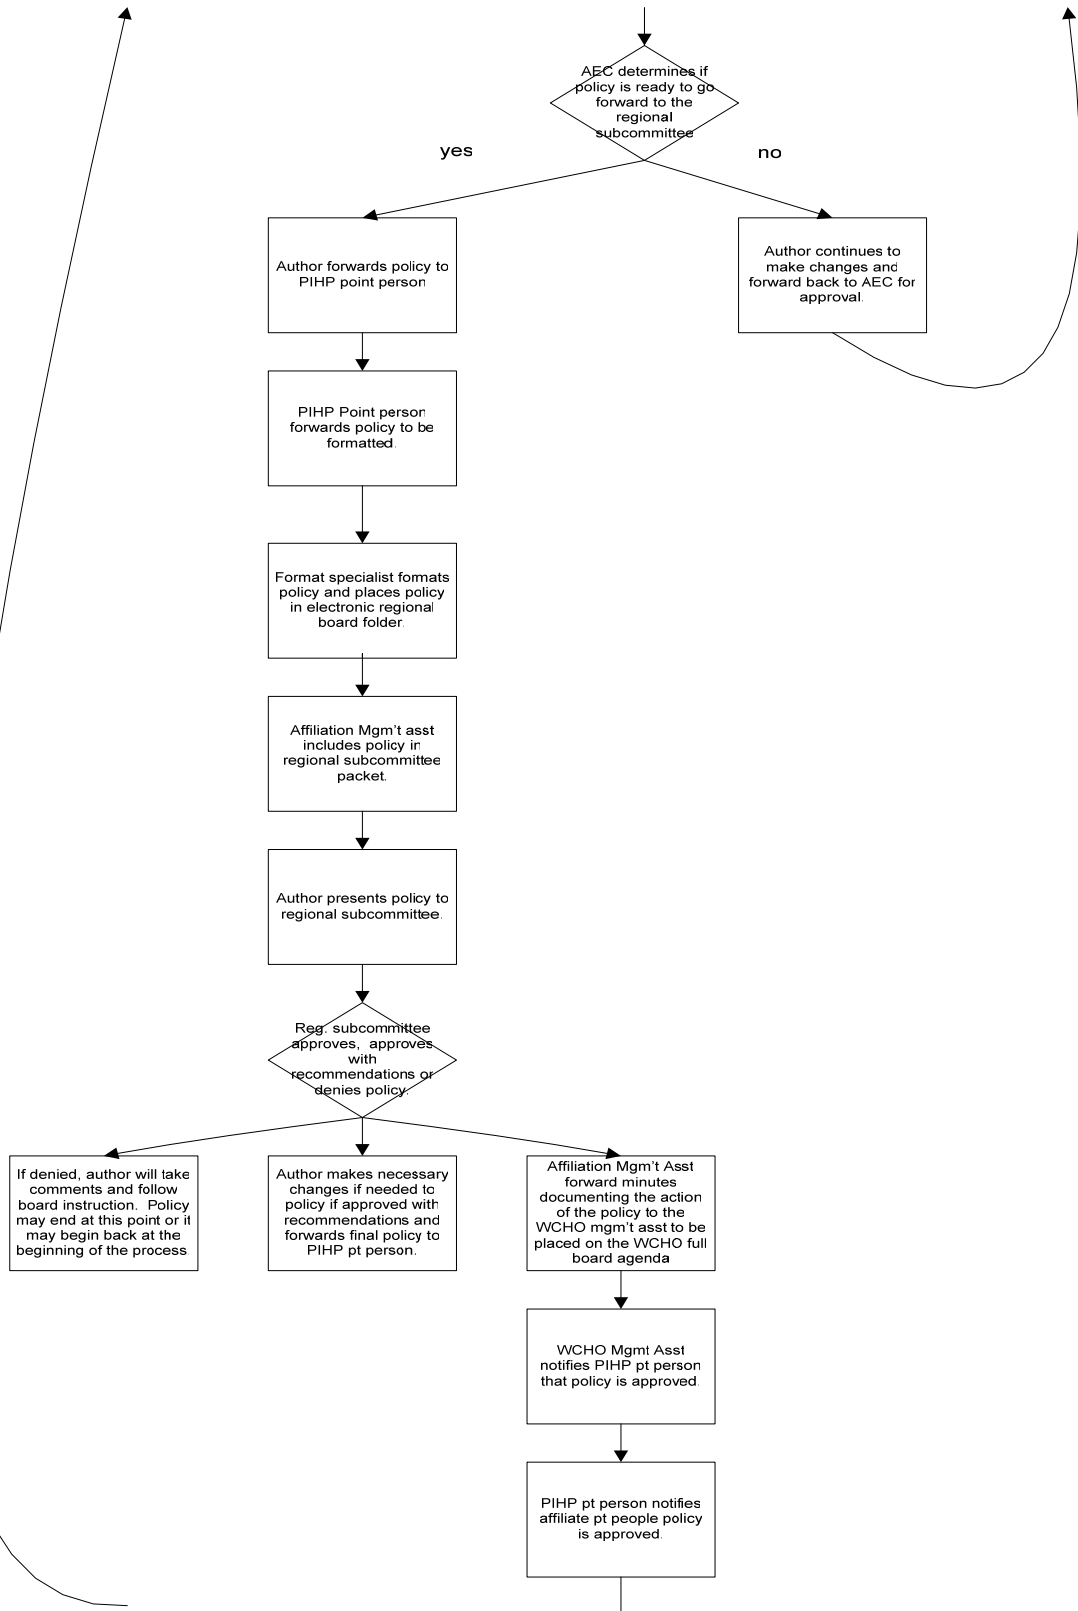 AEC determines if
policy is ready to go
forward to the
regional
subcommittee
yes
no
Author forwards policy to
PIHP point person
Author continues to
make changes and
forward back to AEC for
approval.
PIHP Point person
forwards policy to be
formatted.
Format specialist formats
policy and places policy
in electronic regional
board folder.
Affiliation Mgm't asst
includes policy in
regional subcommittee
packet.
Author presents policy to
regional subcommittee.
Reg. subcommittee
approves, approves
with
recommendations or
denies policy.
If denied, author will take
comments and follow
board instruction. Policy
may end at this point or it
may begin back at the
beginning of the process.
Author makes necessary
changes if needed to
policy if approved with
recommendations and
forwards final policy to
PIHP pt person.
Affiliation Mgm't Asst
forward minutes
documenting the action
of the policy to the
WCHO mgm't asst to be
placed on the WCHO full
board agenda
WCHO Mgmt Asst
notifies PIHP pt person
that policy is approved.
PIHP pt person notifies
affiliate pt people policy
is approved.